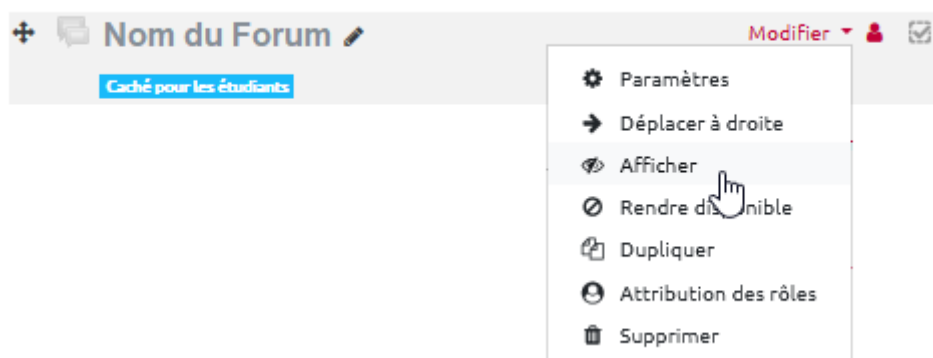 Nom du Forum
Modifier
Caché pour les étudiants
Paramètres
Déplacer à droite
Afficher
Rendre disponible
Dupliquer
Attribution des rôles
Supprimer